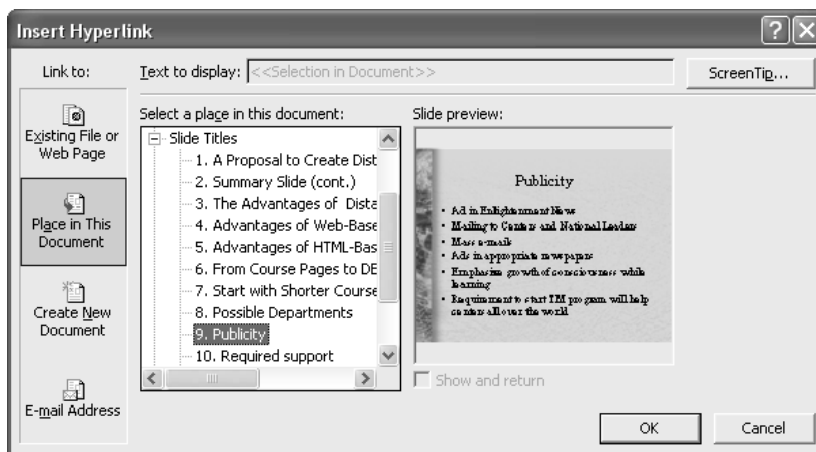 Insert Hyperlink
Link to:
Text to display:
<<Selection in Document>>
ScreenTip...
Existing File or
Web Page
Place in This
Document
Create New
Document
E-mail Address
Select a place in this document:
Slide Titles
1. A Proposal to Create Dist
2. Summary Slide (cont.)
3. The Advantages of Dista
4. Advantages of Web-Base
5. Advantages of HTML-Bas
6. From Course Pages to DE
7. Start with Shorter Course
8. Possible Departments
9. Publicity
10. Required support
Slide preview:
Publicity
• Ad in Enlightenment News
• Mailing to Centers and National Leaders
• Mass e-mails
• Ads in appropriate newspapers
• Emphasize growth of consciousness while
learning
• Requirement to start TM program will help
centers all over the world
Show and return
OK
Cancel